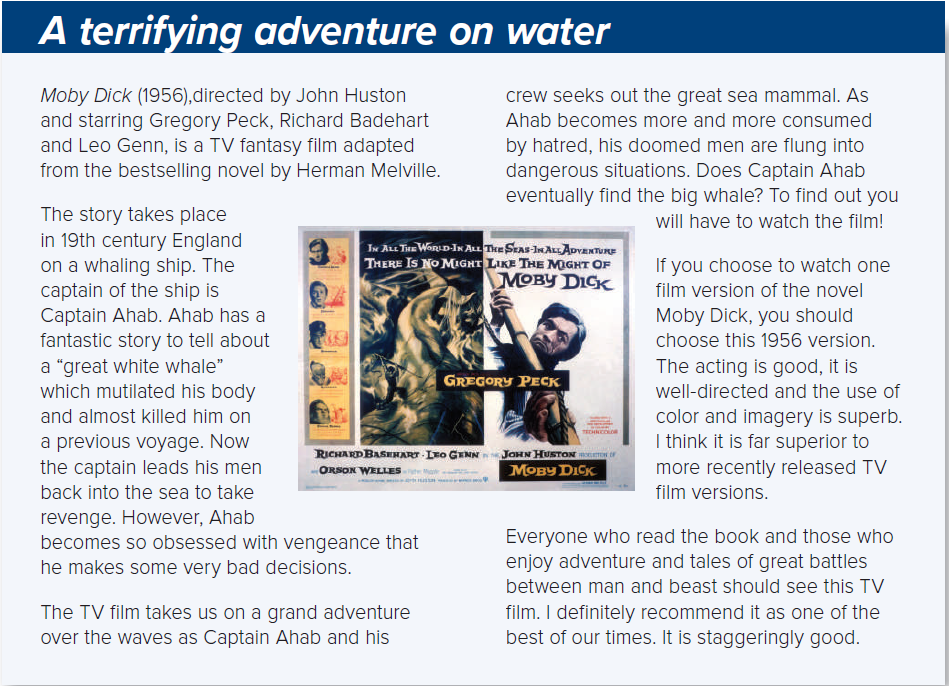 A terrifying adventure on water
Moby Dick (1956),directed by John Huston
and starring Gregory Peck, Richard Badehart
and Leo Genn, is a TV fantasy film adapted
from the bestselling novel by Herman Melville.
The story takes place
in 19th century England
on a whaling ship. The
captain of the ship is
Captain Ahab. Ahab has a
fantastic story to tell about
a “great white whale”
which mutilated his body
and almost killed him on
a previous voyage. Now
the captain leads his men
back into the sea to take
revenge. However, Ahab
becomes so obsessed with vengeance that
he makes some very bad decisions.
The TV film takes us on a grand adventure
over the waves as Captain Ahab and his
crew seeks out the great sea mammal. As
Ahab becomes more and more consumed
by hatred, his doomed men are flung into
dangerous situations. Does Captain Ahab
eventually find the big whale? To find out you
will have to watch the film!
If you choose to watch one
film version of the novel
Moby Dick, you should
choose this 1956 version.
The acting is good, it is
well-directed and the use of
color and imagery is superb.
I think it is far superior to
more recently released TV
film versions.
Everyone who read the book and those who
enjoy adventure and tales of great battles
between man and beast should see this TV
film. I definitely recommend it as one of the
best of our times. It is staggeringly good.
IN ALL THE WORLD-IN ALL THE SEAS-IN ALL ADVENTURE
THERE IS NO MIGHT LIKE THE MIGHT OF
MOBY DICK
GREGORY PECK
TECHNICOLOR
RICHARD BASEHART · LEO GENN
JOHN HUSTON PRODUCTION OF
ORSON WELLES
MOBY DICK